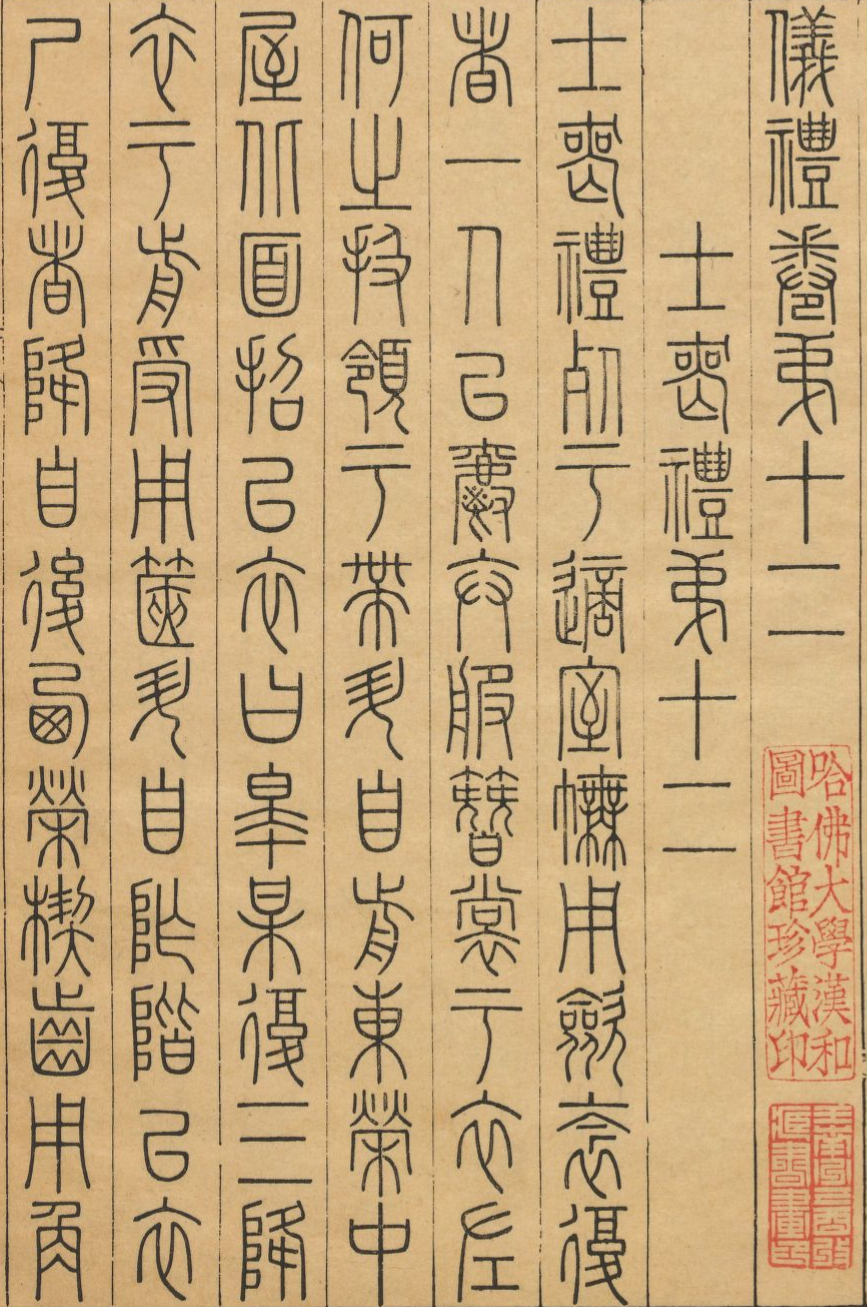 儀禮卷第十二
士喪禮第十二
士喪禮死于適室幠用斂衾復
者一人以爵弁服簪裳于衣左
何之扱領于帶升自前東榮中
屋北面招以衣曰皋某復三降
衣于前受用篋升自阼階以衣
尸復者降自後西榮楔齒用角
哈佛大學漢和
圖書館珍藏印